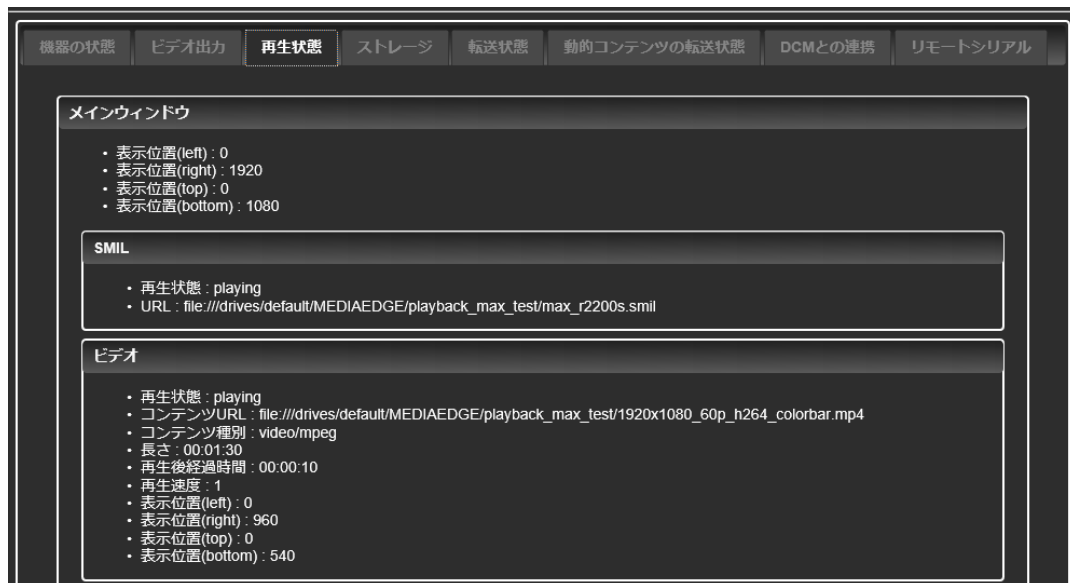 機器の状態 ビデオ出力 再生状態 ストレージ 転送状態 動的コンテンツの転送状態 DCMとの連携 リモートシリアル
メインウィンドウ
・表示位置(left) : 0
・表示位置(right) : 1920
・表示位置(top) : 0
・表示位置(bottom) : 1080
SMIL
・再生状態 : playing
・URL : file:///drives/default/MEDIAEDGE/playback_max_test/max_r2200s.smil
ビデオ
・再生状態 : playing
・コンテンツURL : file:///drives/default/MEDIAEDGE/playback_max_test/1920x1080_60p_h264_colorbar.mp4
・コンテンツ種別 : video/mpeg
・長さ : 00:01:30
・再生後経過時間 : 00:00:10
・再生速度 : 1
・表示位置(left) : 0
・表示位置(right) : 960
・表示位置(top) : 0
・表示位置(bottom) : 540